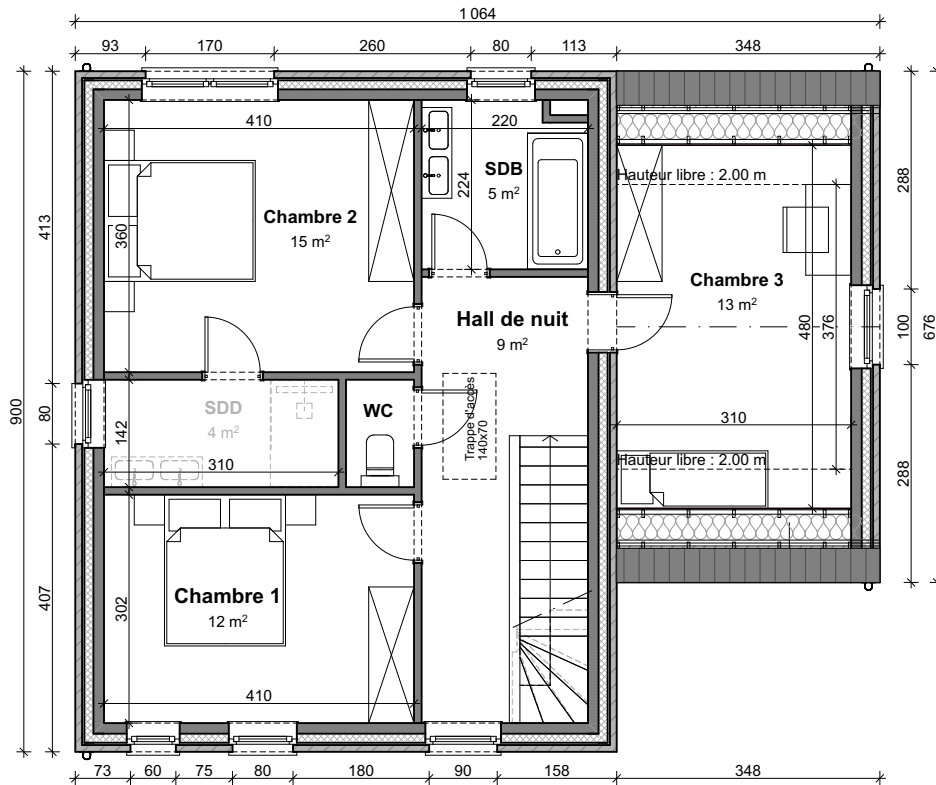 1 064
93 170 260 80 113 348
410 220
SDB
5 m²
224
Hauteur libre : 2.00 m
288
413
Chambre 2
15 m²
360
Chambre 3
13 m²
Hall de nuit
9 m²
480 376 100 676
900
80
SDD
4 m²
WC
142
Trappe d'accès
140x70
310
310
Hauteur libre : 2.00 m
288
407
302
Chambre 1
12 m²
410
73 60 75 80 180 90 158 348